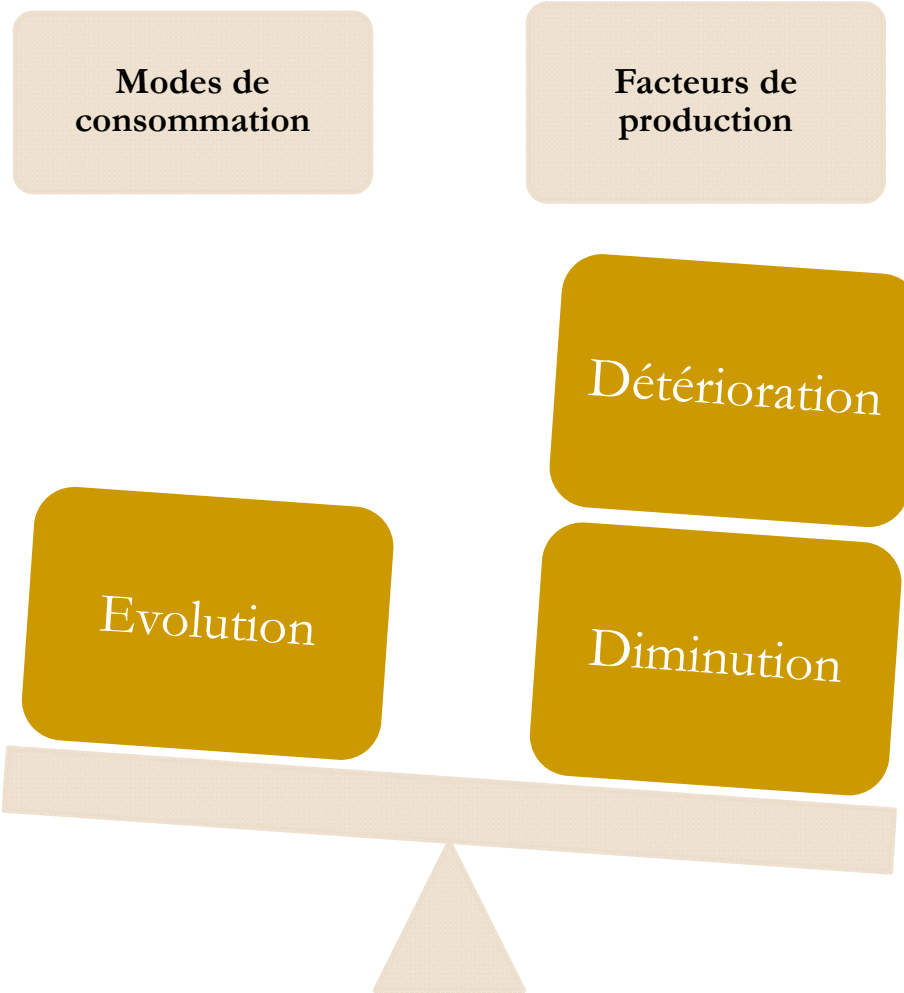 Modes de
consommation
Facteurs de
production
Détérioration
Evolution
Diminution